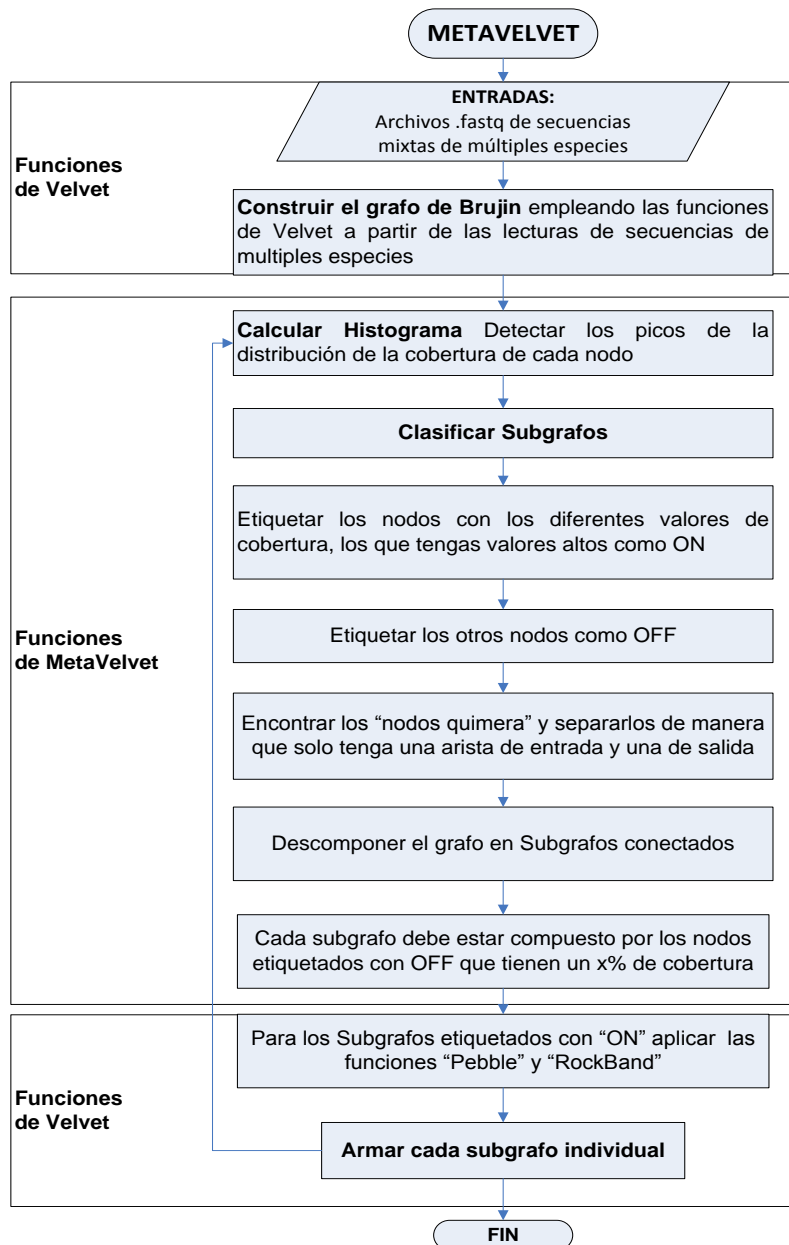 METAVELVET
ENTRADAS:
Archivos .fastq de secuencias
mixtas de múltiples especies
Funciones
de Velvet
Construir el grafo de Brujin empleando las funciones
de Velvet a partir de las lecturas de secuencias de
multiples especies
Calcular Histograma Detectar los picos de la
distribución de la cobertura de cada nodo
Clasificar Subgrafos
Etiquetar los nodos con los diferentes valores de
cobertura, los que tengas valores altos como ON
Funciones
de MetaVelvet
Etiquetar los otros nodos como OFF
Encontrar los “nodos quimera” y separarlos de manera
que solo tenga una arista de entrada y una de salida
Descomponer el grafo en Subgrafos conectados
Cada subgrafo debe estar compuesto por los nodos
etiquetados con OFF que tienen un x% de cobertura
Para los Subgrafos etiquetados con “ON” aplicar las
funciones “Pebble” y “RockBand”
Funciones
de Velvet
Armar cada subgrafo individual
FIN